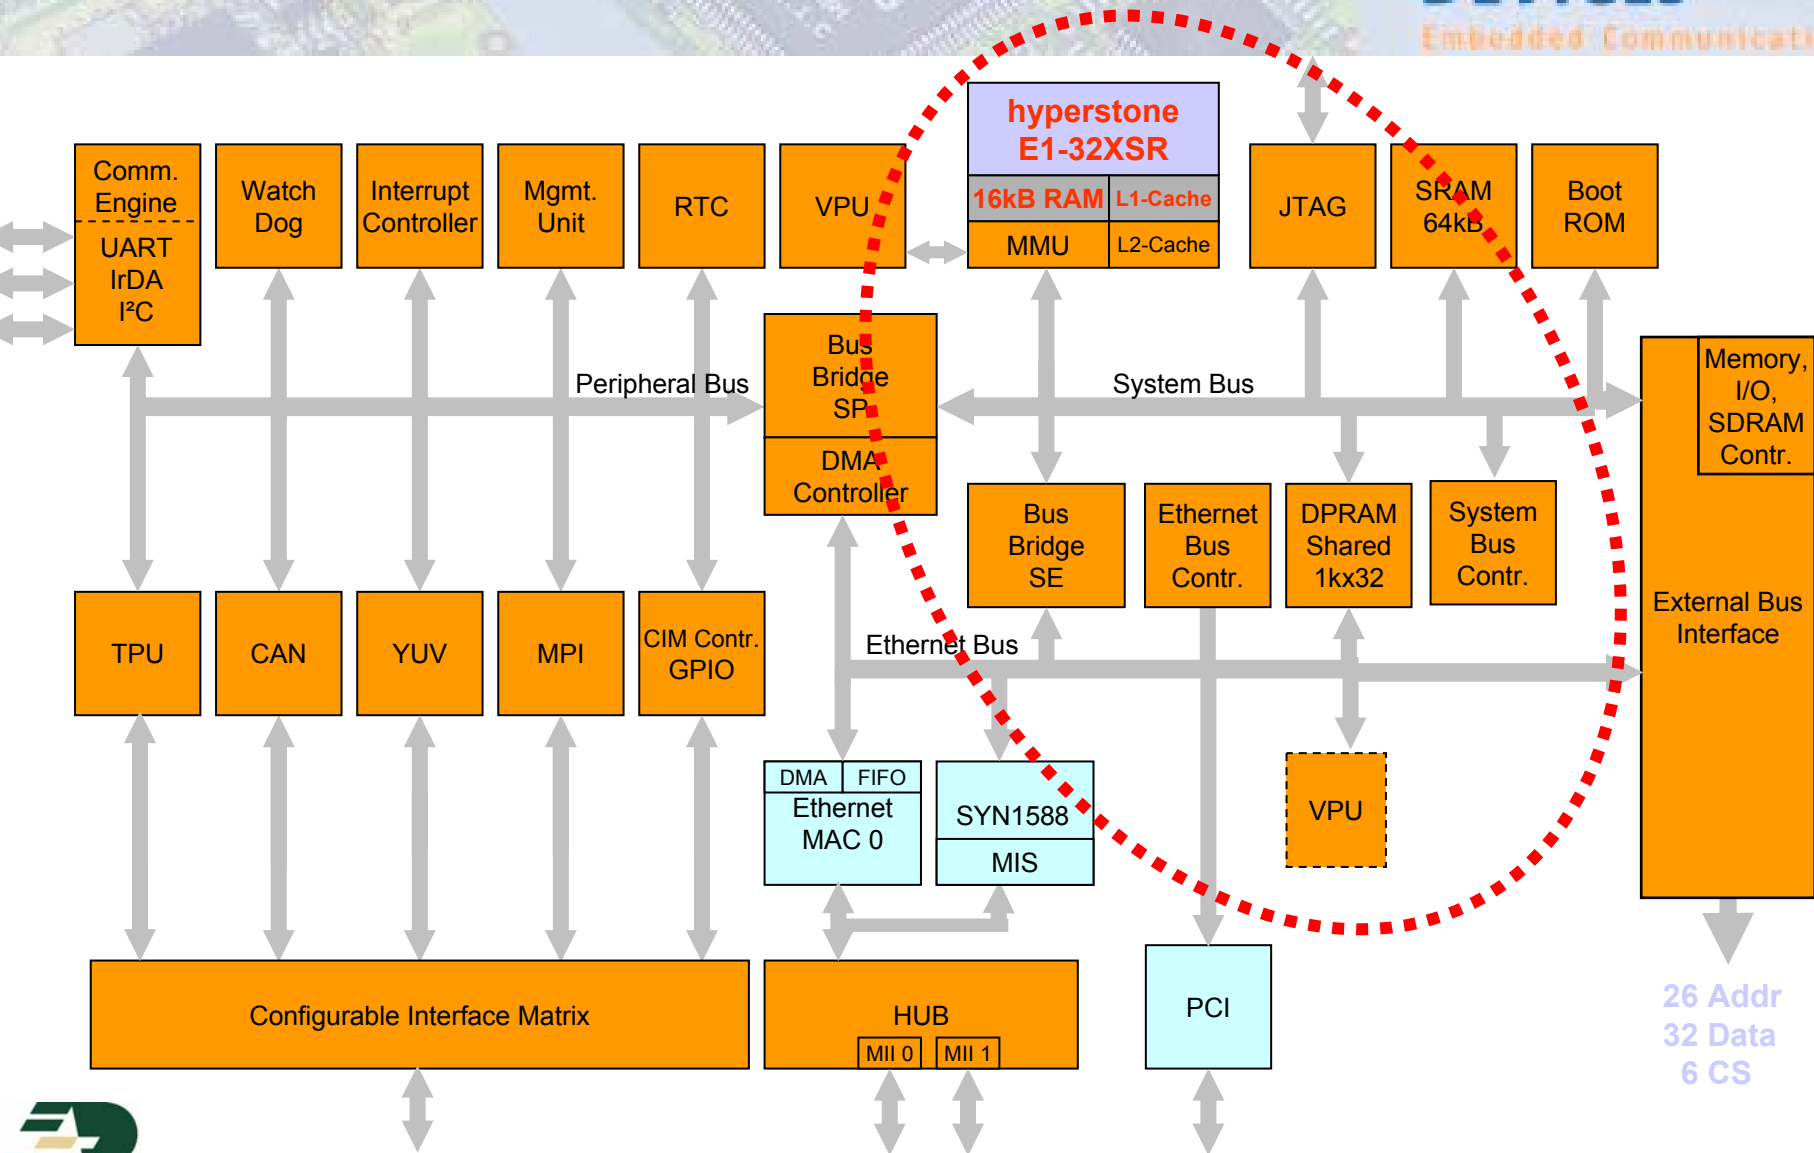 Embedded Communicati
hyperstone
E1-32XSR
16kB RAM
L1-Cache
MMU
L2-Cache
Comm.
Engine
UART
IrDA
I²C
Watch
Dog
Interrupt
Controller
Mgmt.
Unit
RTC
VPU
JTAG
SRAM
64kB
Boot
ROM
Bus
Bridge
SP
DMA
Controller
Peripheral Bus
System Bus
Memory,
I/O,
SDRAM
Contr.
External Bus
Interface
Bus
Bridge
SE
Ethernet
Bus
Contr.
DPRAM
Shared
1kx32
System
Bus
Contr.
TPU
CAN
YUV
MPI
CIM Contr.
GPIO
Ethernet Bus
DMA
FIFO
Ethernet
MAC 0
SYN1588
MIS
VPU
Configurable Interface Matrix
HUB
MII 0
MII 1
PCI
26 Addr
32 Data
6 CS